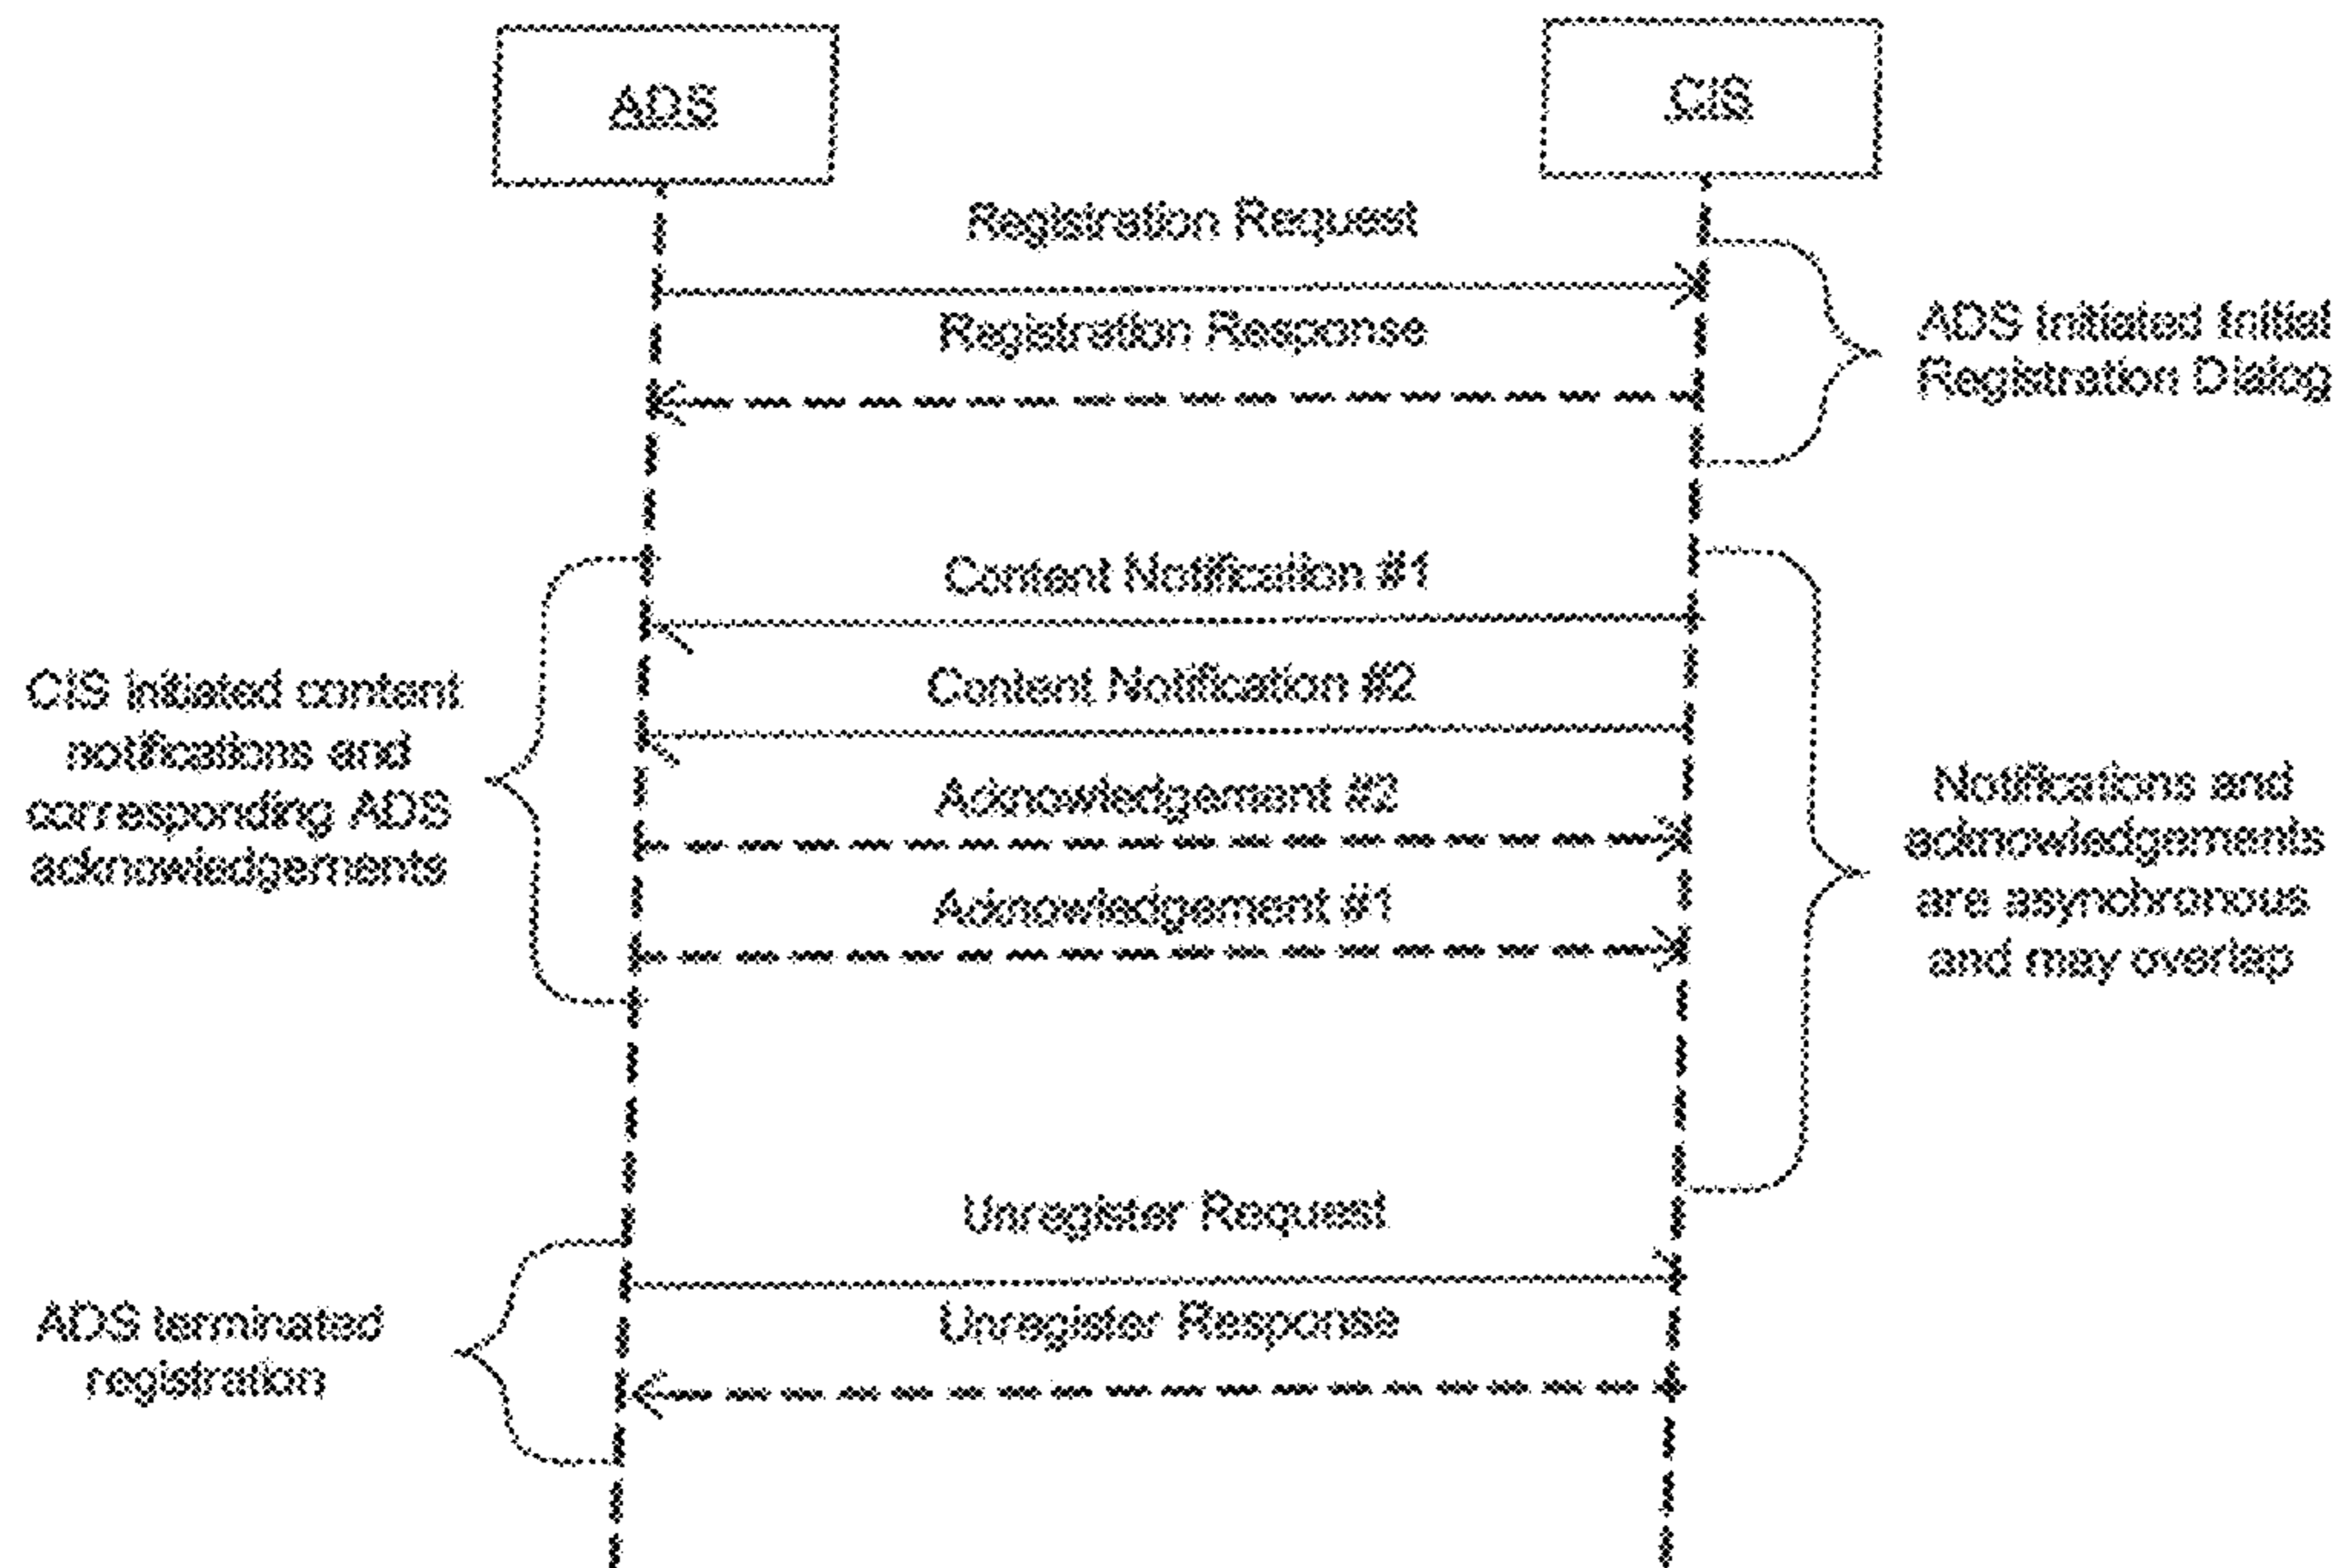 ADS
CIS
Registration Request
Registration Response
ADS Initiated Initial
Registration Dialog
Content Notification #1
Content Notification #2
Acknowledgement #2
Acknowledgement #1
CIS Initiated content
notifications and
corresponding ADS
acknowledgements
Notifications and
acknowledgements
are asynchronous
and may overlap
Unregister Request
Unregister Response
ADS terminated
registration